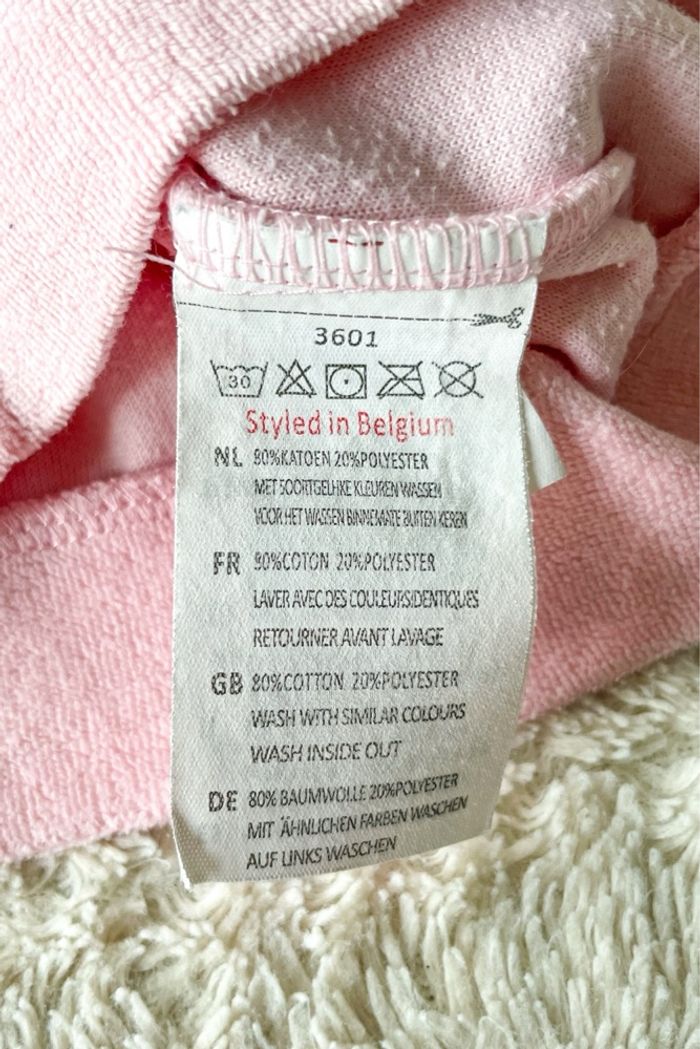 3601
30
Styled in Belgium
NL 80%KATOEN 20%POLYESTER
MET SOORTGELIJKE KLEUREN WASSEN
VOOR HET WASSEN BINNEMATE BUITEN KEREN
FR 80%COTON 20%POLYESTER
LAVER AVEC DES COULEURS IDENTIQUES
RETOURNER AVANT LAVAGE
GB 80%COTTON 20%POLYESTER
WASH WITH SIMILAR COLOURS
WASH INSIDE OUT
DE 80% BAUMWOLLE 20%POLYESTER
MIT ÄHNLICHEN FARBEN WASCHEN
AUF LINKS WASCHEN